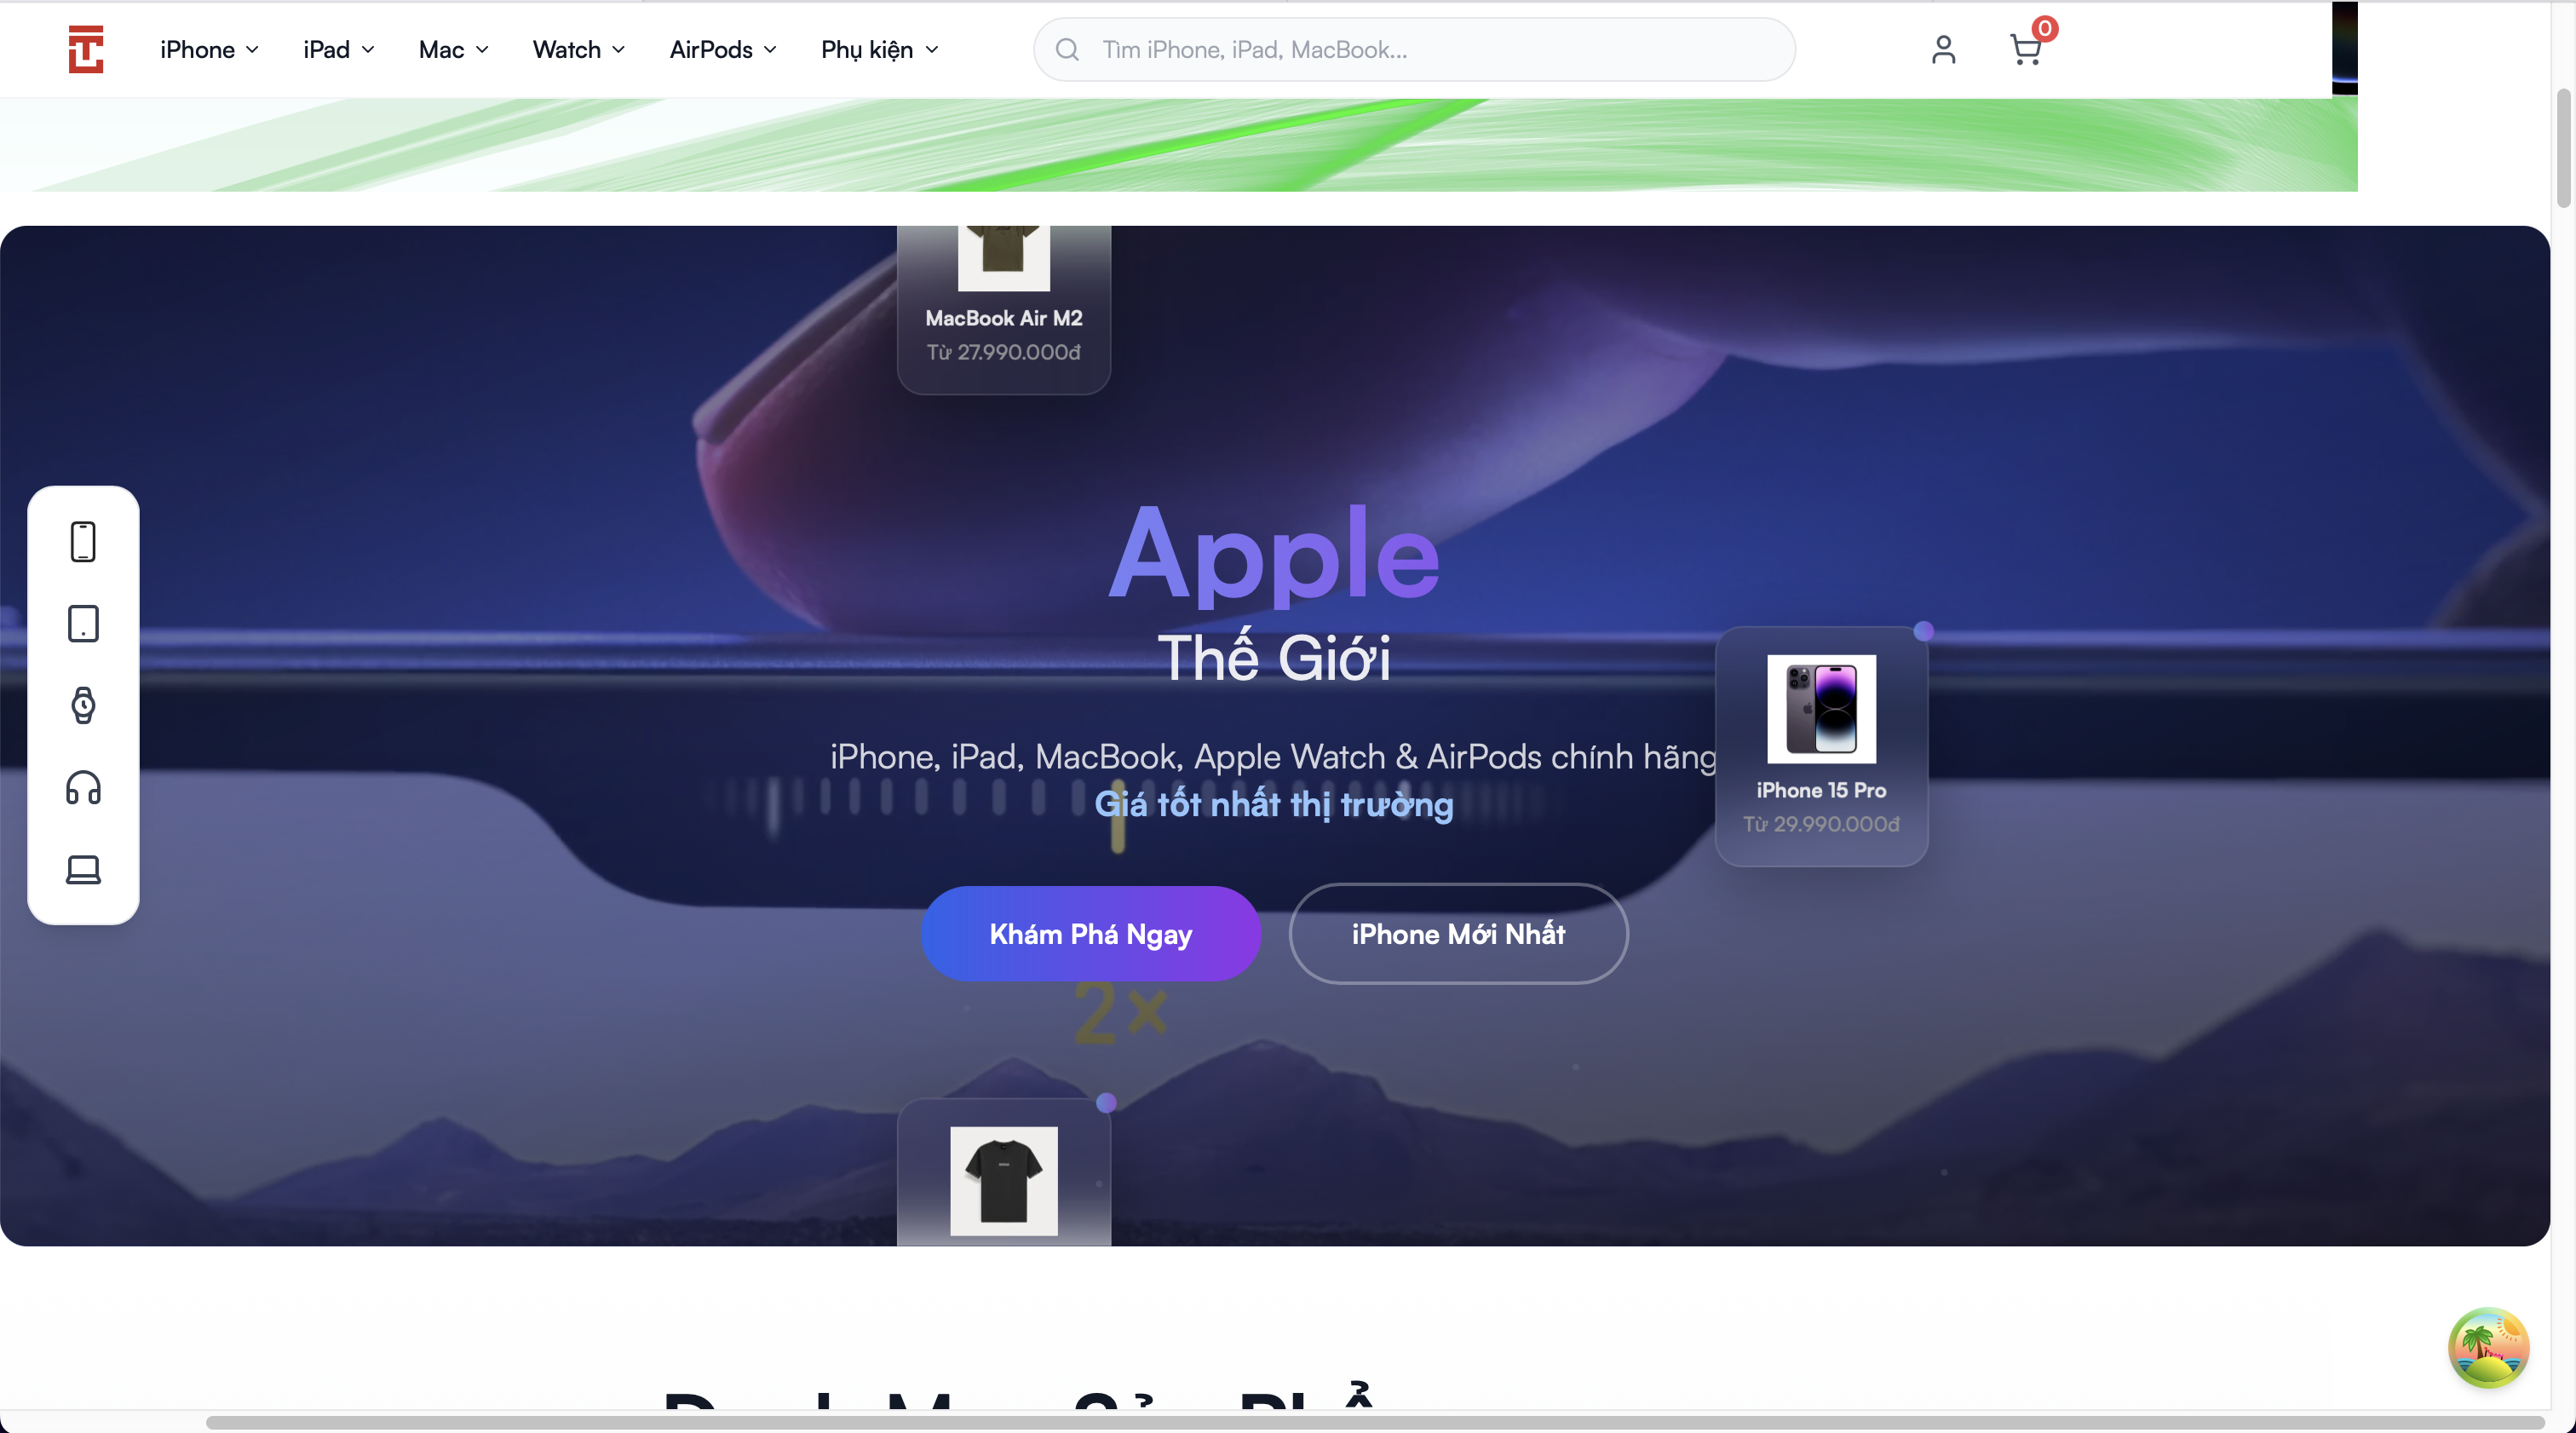 iPhone iPad Mac Watch AirPods Phụ kiện Tìm iPhone, iPad, MacBook... 0
MacBook Air M2
Từ 27.990.000đ
Apple
Thế Giới
iPhone, iPad, MacBook, Apple Watch & AirPods chính hãng
Giá tốt nhất thị trường
iPhone 15 Pro
Từ 29.990.000đ
Khám Phá Ngay
iPhone Mới Nhất
2×